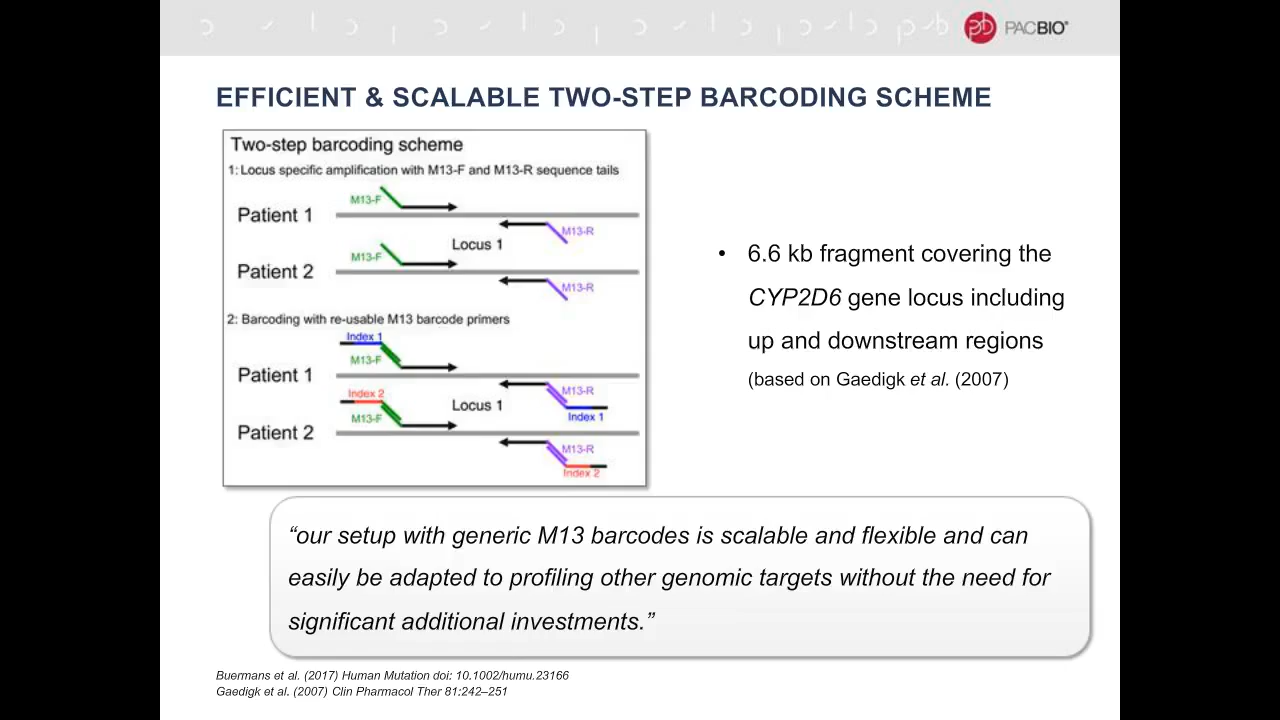 PACBIO®
EFFICIENT & SCALABLE TWO-STEP BARCODING SCHEME
Two-step barcoding scheme
1: Locus specific amplification with M13-F and M13-R sequence tails
M13-F
Patient 1
M13-R
Locus 1
M13-F
Patient 2
M13-R
2: Barcoding with re-usable M13 barcode primers
Index 1
M13-F
Patient 1
M13-R
Index 2
Locus 1
Index 1
M13-F
Patient 2
M13-R
Index 2
• 6.6 kb fragment covering the
CYP2D6 gene locus including
up and downstream regions
(based on Gaedigk et al. (2007)
“our setup with generic M13 barcodes is scalable and flexible and can
easily be adapted to profiling other genomic targets without the need for
significant additional investments.”
Buermans et al. (2017) Human Mutation doi: 10.1002/humu.23166
Gaedigk et al. (2007) Clin Pharmacol Ther 81:242–251